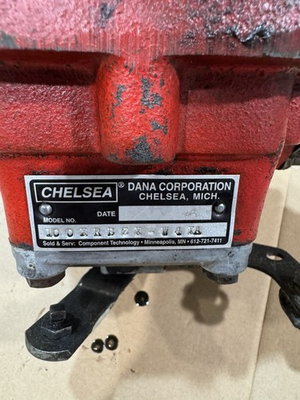 CHELSEA® DANA CORPORATION
CHELSEA, MICH.
DATE
MODEL NO.
Sold & Serv: Component Technology • Minneapolis, MN • 612-721-7411